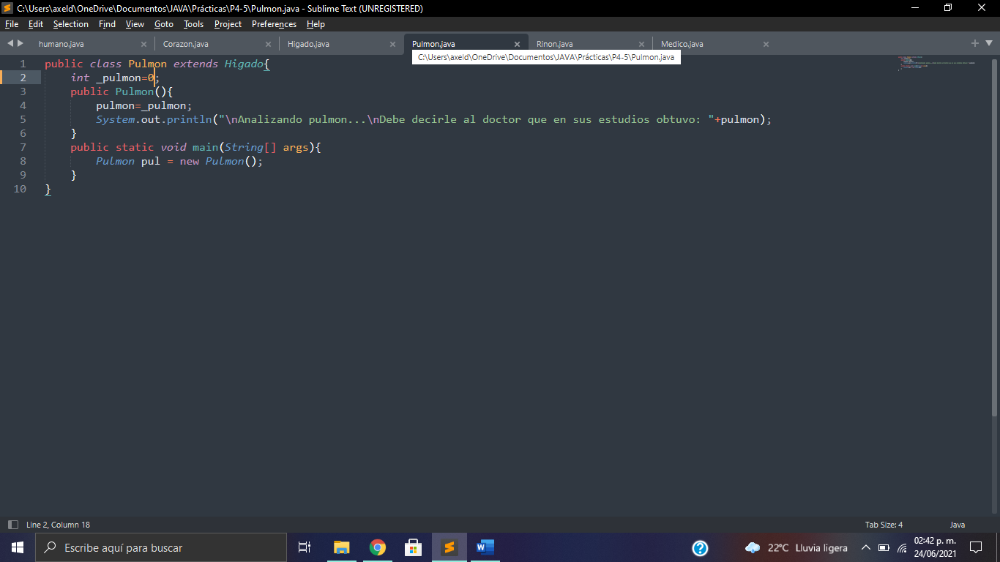 C:\Users\axeld\OneDrive\Documentos\JAVA\Prácticas\P4-5\Pulmon.java - Sublime Text (UNREGISTERED)
File Edit Selection Find View Goto Tools Project Preferences Help
humano.java Corazon.java Higado.java Pulmon.java Rinon.java Medico.java
C:\Users\axeld\OneDrive\Documentos\JAVA\Prácticas\P4-5\Pulmon.java
1 public class Pulmon extends Higado{
2 int _pulmon=0;
3 public Pulmon(){
4 pulmon=_pulmon;
5 System.out.println("\nAnalizando pulmon...\nDebe decirle al doctor que en sus estudios obtuvo: "+pulmon);
6 }
7 public static void main(String[] args){
8 Pulmon pul = new Pulmon();
9 }
10 }
Line 2, Column 18 Tab Size: 4 Java
Escribe aquí para buscar 22°C Lluvia ligera 02:42 p. m.
24/06/2021